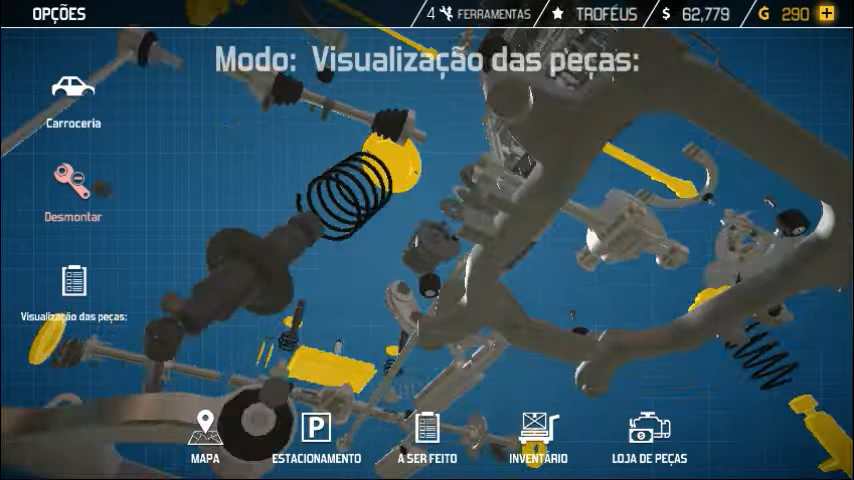 OPÇÕES
4 FERRAMENTAS
TROFÉUS
$ 62,779
G 290
Modo: Visualização das peças:
Carroceria
Desmontar
Visualização das peças:
MAPA
P
ESTACIONAMENTO
A SER FEITO
INVENTÁRIO
LOJA DE PEÇAS